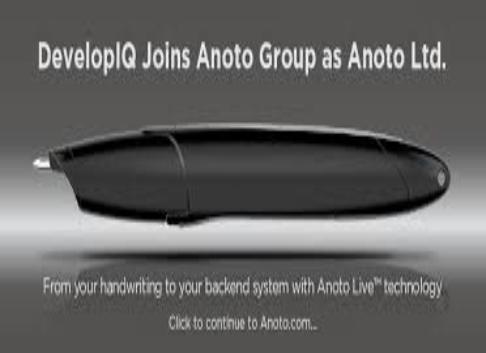 DevelopIQ Joins Anoto Group as Anoto Ltd.
From your handwriting to your backend system with Anoto Live™ technology
Click to continue to Anoto.com...